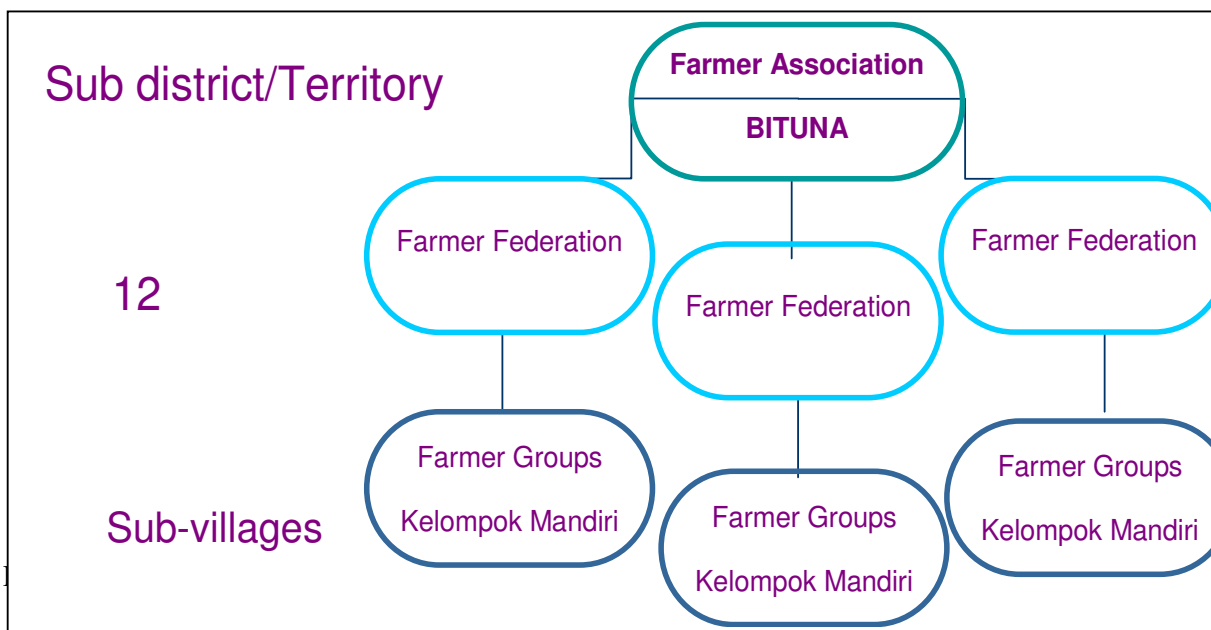 Sub district/Territory
Farmer Association
BITUNA
Farmer Federation
Farmer Federation
Farmer Federation
12
Farmer Groups
Kelompok Mandiri
Farmer Groups
Kelompok Mandiri
Farmer Groups
Kelompok Mandiri
Sub-villages